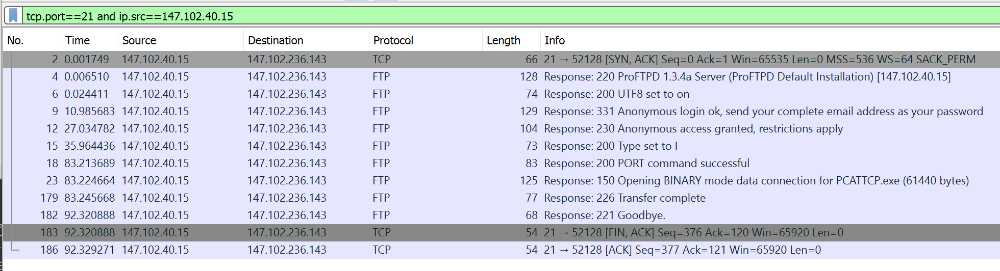 tcp.port==21 and ip.src==147.102.40.15
No. Time Source Destination Protocol Length Info
2 0.001749 147.102.40.15 147.102.236.143 TCP 66 21 → 52128 [SYN, ACK] Seq=0 Ack=1 Win=65535 Len=0 MSS=536 WS=64 SACK_PERM
4 0.006510 147.102.40.15 147.102.236.143 FTP 128 Response: 220 ProFTPD 1.3.4a Server (ProFTPD Default Installation) [147.102.40.15]
6 0.024411 147.102.40.15 147.102.236.143 FTP 74 Response: 200 UTF8 set to on
9 10.985683 147.102.40.15 147.102.236.143 FTP 129 Response: 331 Anonymous login ok, send your complete email address as your password
12 27.034782 147.102.40.15 147.102.236.143 FTP 104 Response: 230 Anonymous access granted, restrictions apply
15 35.964436 147.102.40.15 147.102.236.143 FTP 73 Response: 200 Type set to I
18 83.213689 147.102.40.15 147.102.236.143 FTP 83 Response: 200 PORT command successful
23 83.224664 147.102.40.15 147.102.236.143 FTP 125 Response: 150 Opening BINARY mode data connection for PCATTCP.exe (61440 bytes)
179 83.245668 147.102.40.15 147.102.236.143 FTP 77 Response: 226 Transfer complete
182 92.320888 147.102.40.15 147.102.236.143 FTP 68 Response: 221 Goodbye.
183 92.320888 147.102.40.15 147.102.236.143 TCP 54 21 → 52128 [FIN, ACK] Seq=376 Ack=120 Win=65920 Len=0
186 92.329271 147.102.40.15 147.102.236.143 TCP 54 21 → 52128 [ACK] Seq=377 Ack=121 Win=65920 Len=0